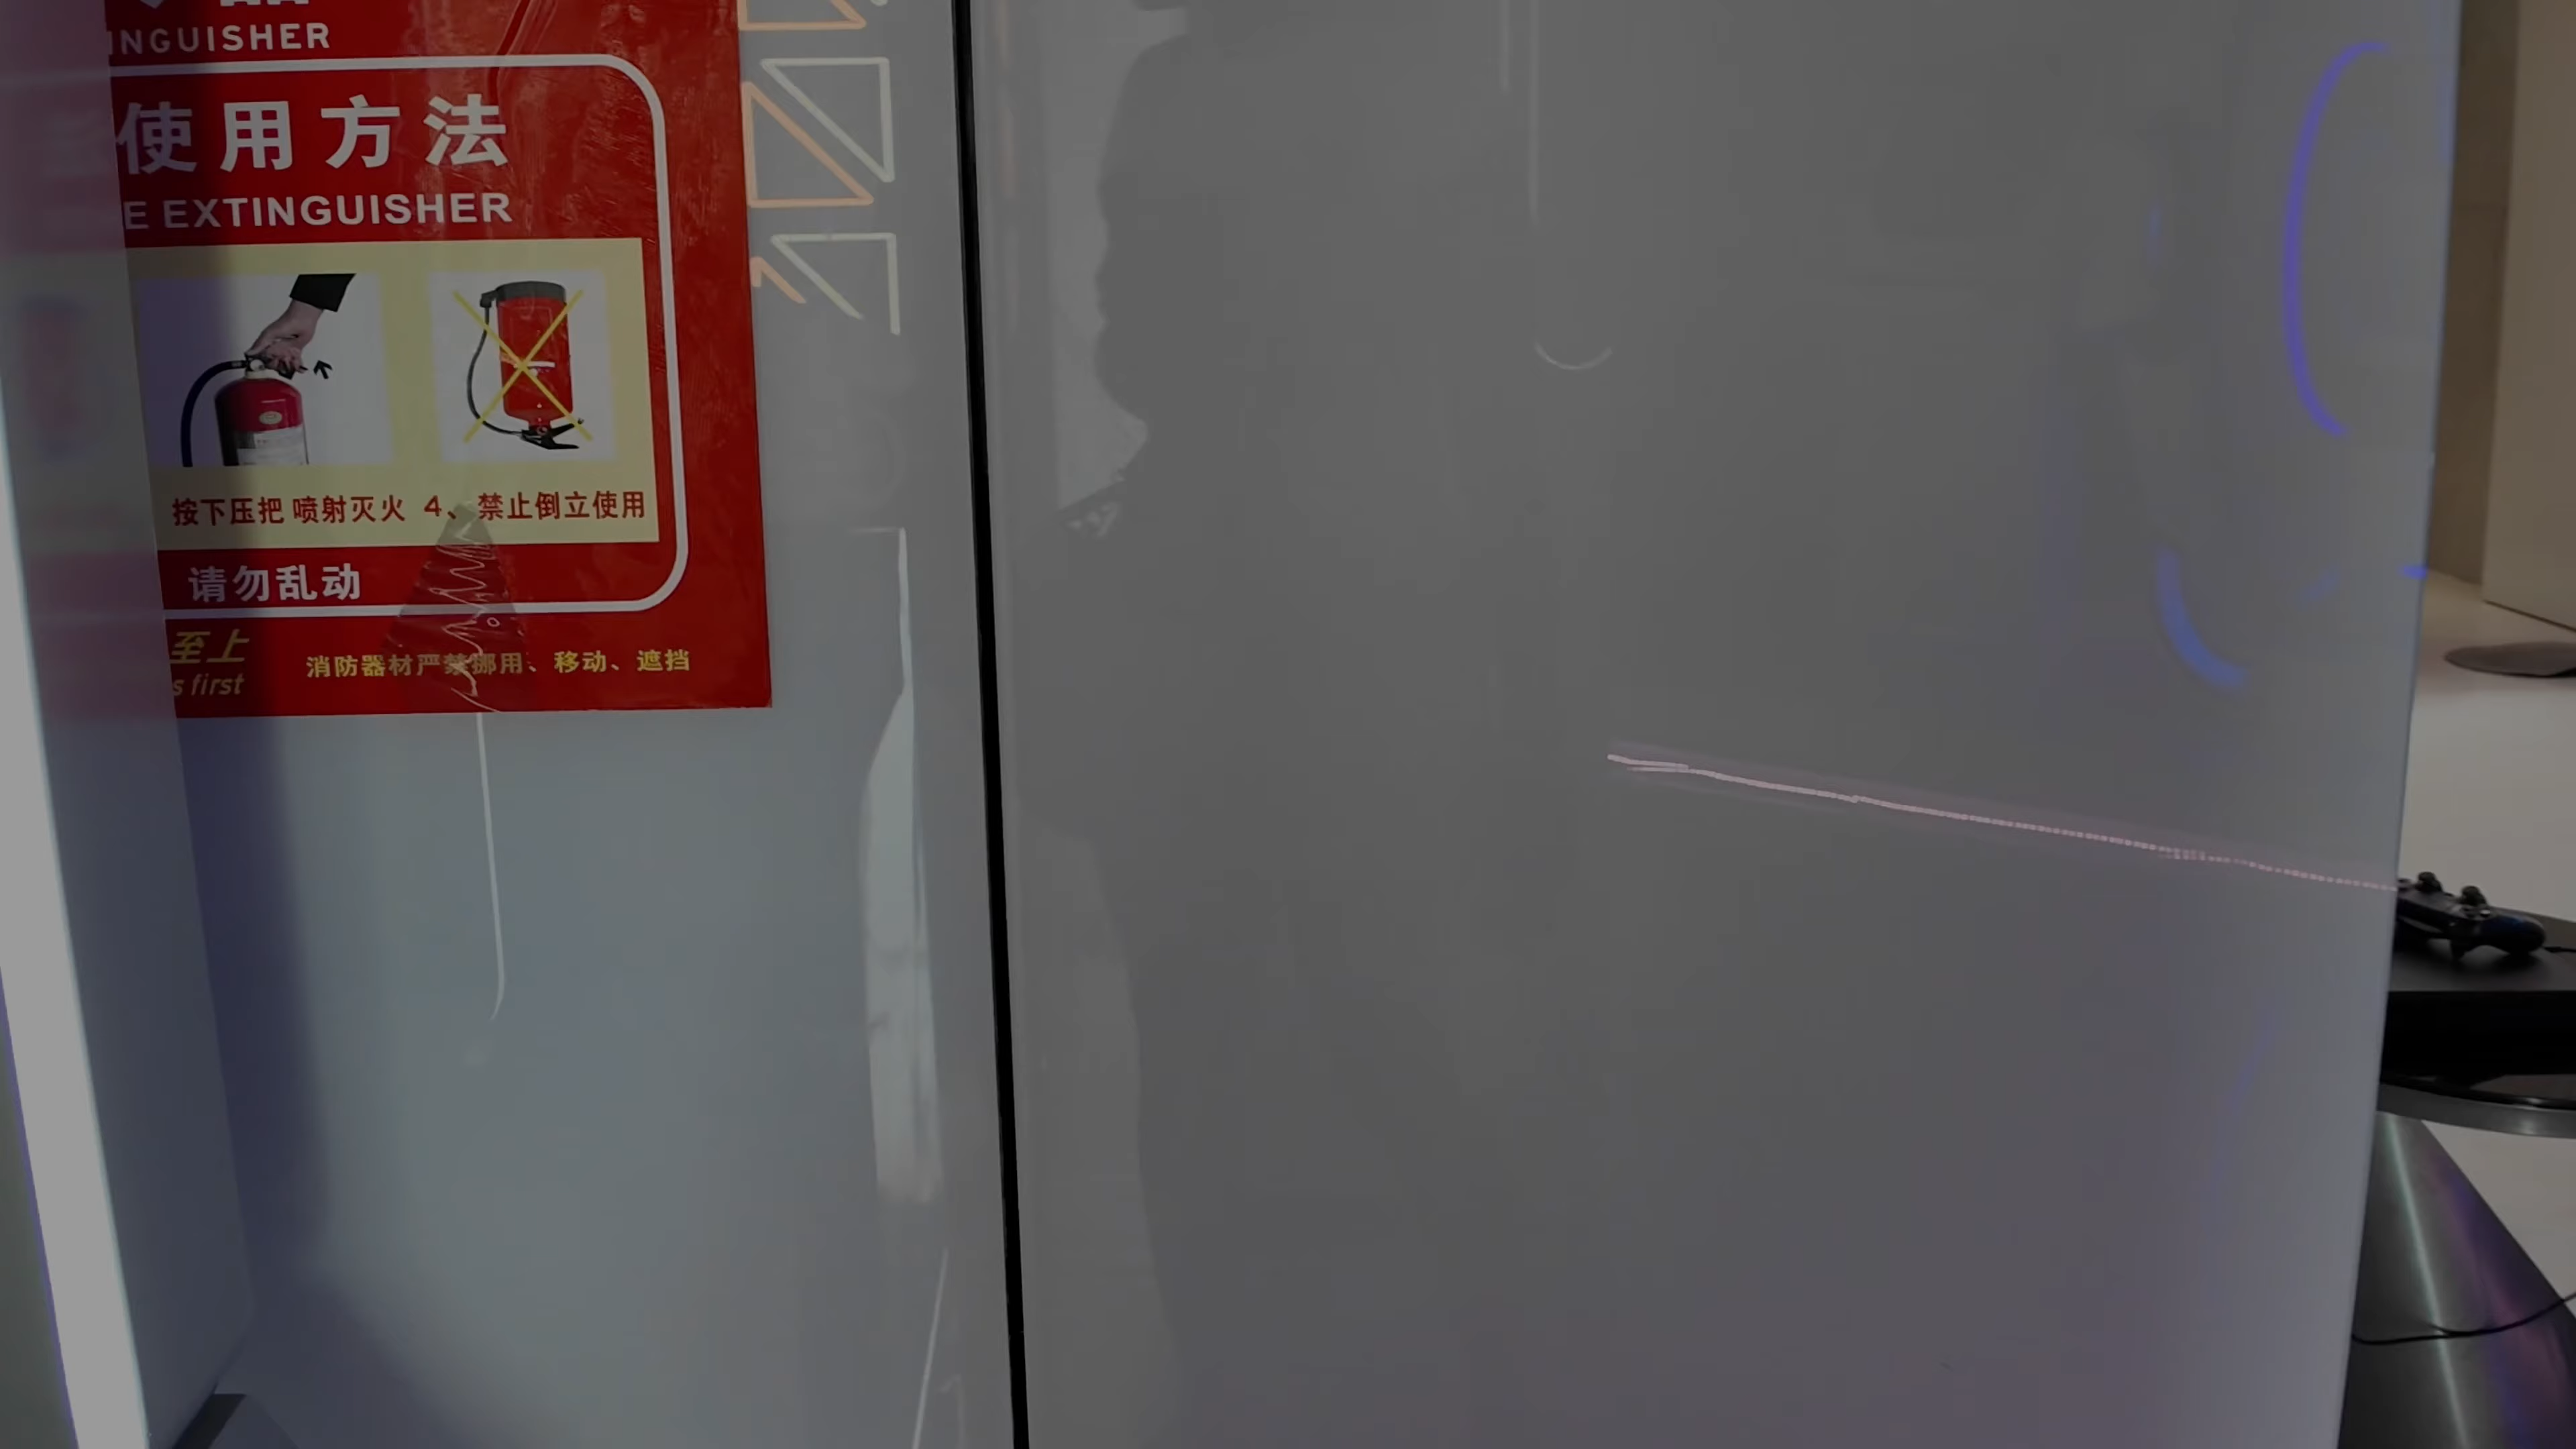 INGUISHER
使用方法
E EXTINGUISHER
按下压把 喷射灭火 4、禁止倒立使用
请勿乱动
至上
s first
消防器材严禁挪用、移动、遮挡